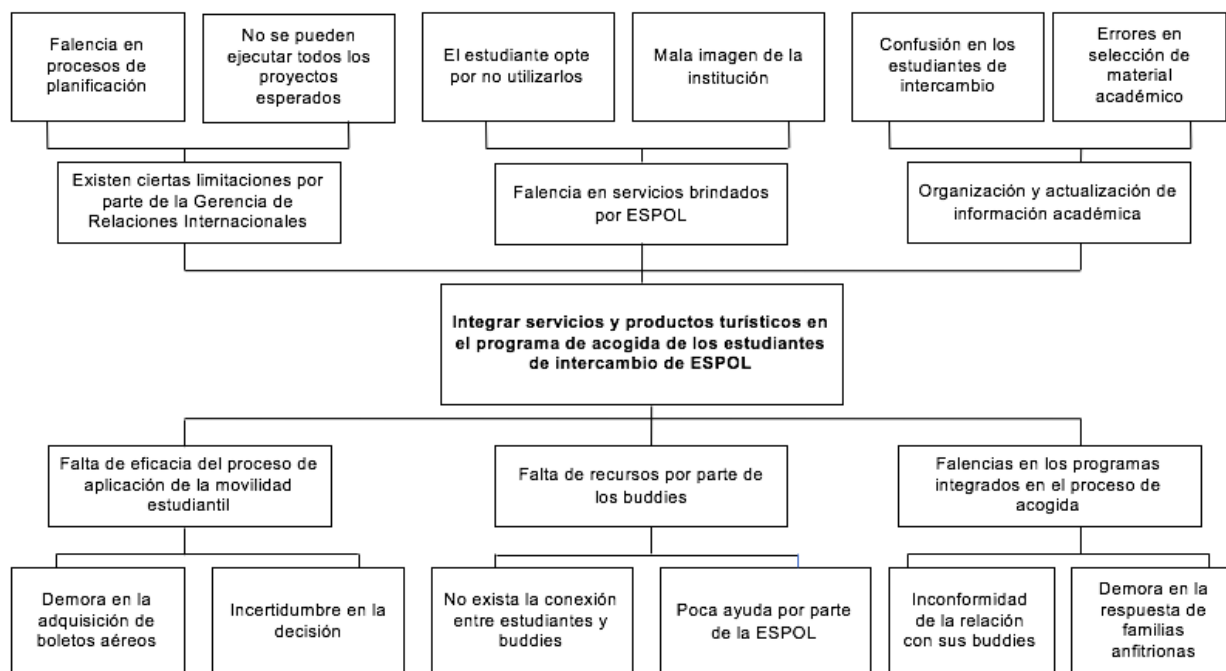 Falencia en
procesos de
planificación
No se pueden
ejecutar todos los
proyectos
esperados
El estudiante opte
por no utilizarlos
Mala imagen de la
institución
Confusión en los
estudiantes de
intercambio
Errores en
selección de
material
académico
Existen ciertas limitaciones por
parte de la Gerencia de
Relaciones Internacionales
Falencia en servicios brindados
por ESPOL
Organización y actualización de
información académica
Integrar servicios y productos turísticos en
el programa de acogida de los estudiantes
de intercambio de ESPOL
Falta de eficacia del proceso de
aplicación de la movilidad
estudiantil
Falta de recursos por parte de
los buddies
Falencias en los programas
integrados en el proceso de
acogida
Demora en la
adquisición de
boletos aéreos
Incertidumbre en la
decisión
No exista la conexión
entre estudiantes y
buddies
Poca ayuda por parte
de la ESPOL
Inconformidad
de la relación
con sus buddies
Demora en la
respuesta de
familias
anfitrionas